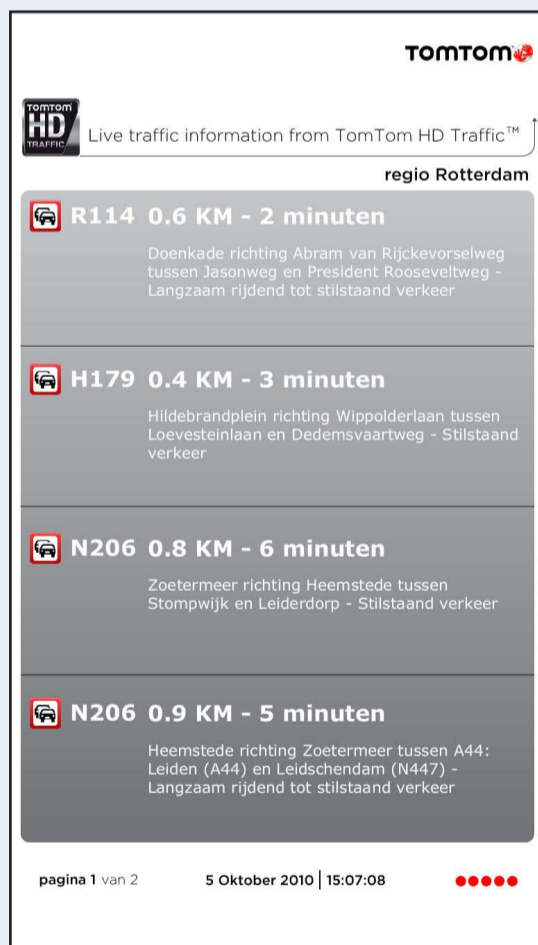 TOMTOM
TOMTOM
HD
TRAFFIC
Live traffic information from TomTom HD Traffic™
regio Rotterdam
R114 0.6 KM - 2 minuten
Doenkade richting Abram van Rijckevorselweg
tussen Jasonweg en President Rooseveltweg -
Langzaam rijdend tot stilstaand verkeer
H179 0.4 KM - 3 minuten
Hildebrandplein richting Wippolderlaan tussen
Loevesteinlaan en Dedemsvaartweg - Stilstaand
verkeer
N206 0.8 KM - 6 minuten
Zoetermeer richting Heemstede tussen
Stompwijk en Leiderdorp - Stilstaand verkeer
N206 0.9 KM - 5 minuten
Heemstede richting Zoetermeer tussen A44:
Leiden (A44) en Leidschendam (N447) -
Langzaam rijdend tot stilstaand verkeer
pagina 1 van 2 5 Oktober 2010 | 15:07:08